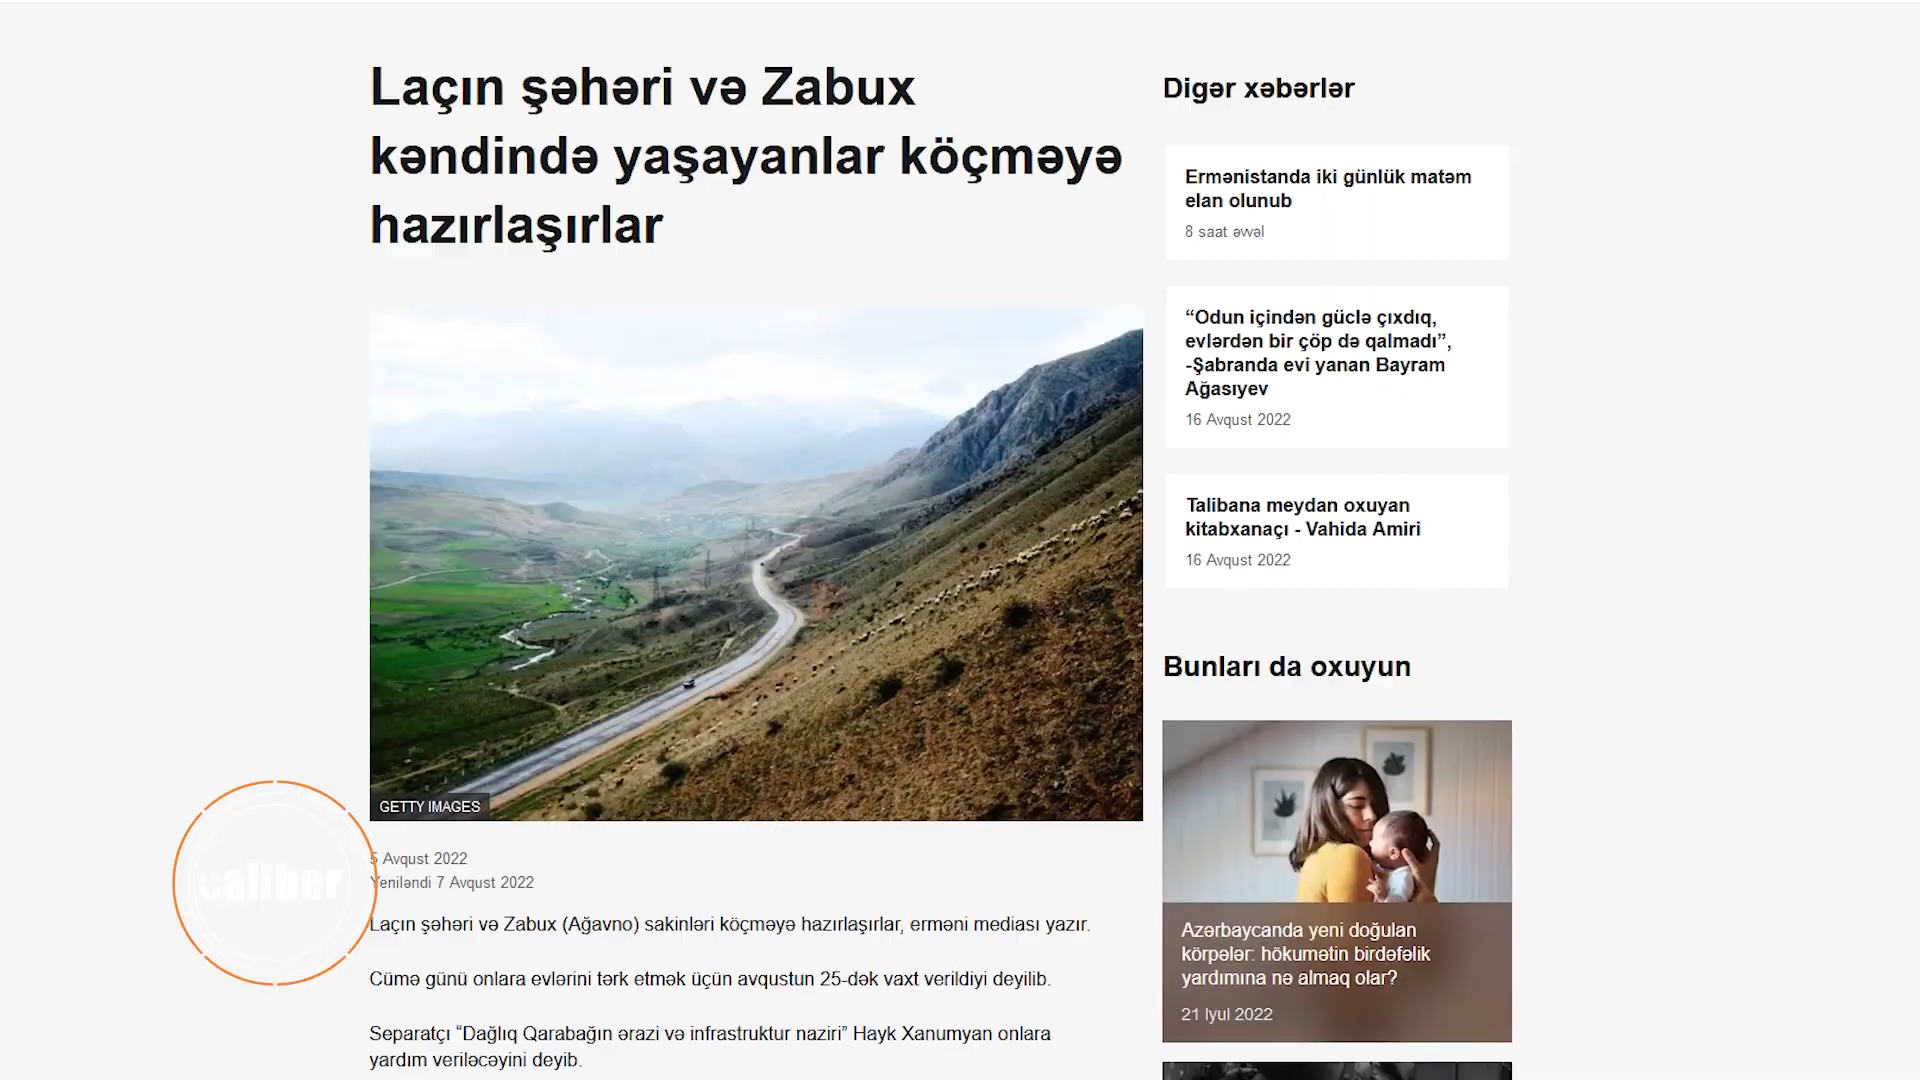 Laçın şəhəri və Zabux
kəndində yaşayanlar köçməyə
hazırlaşırlar
GETTY IMAGES
5 Avqust 2022
Yeniləndi 7 Avqust 2022
Laçın şəhəri və Zabux (Ağavno) sakinləri köçməyə hazırlaşırlar, erməni mediası yazır.
Cümə günü onlara evlərini tərk etmək üçün avqustun 25-dək vaxt verildiyi deyilib.
Separatçı “Dağlıq Qarabağın ərazi və infrastruktur naziri” Hayk Xanumyan onlara
yardım veriləcəyini deyib.
caliber
Digər xəbərlər
Ermənistanda iki günlük matəm
elan olunub
8 saat əvvəl
“Odun içindən güclə çıxdıq,
evlərdən bir çöp də qalmadı”,
-Şabranda evi yanan Bayram
Ağasıyev
16 Avqust 2022
Talibana meydan oxuyan
kitabxanaçı - Vahida Amiri
16 Avqust 2022
Bunları da oxuyun
Azərbaycanda yeni doğulan
körpələr: hökumətin birdəfəlik
yardımına nə almaq olar?
21 Iyul 2022